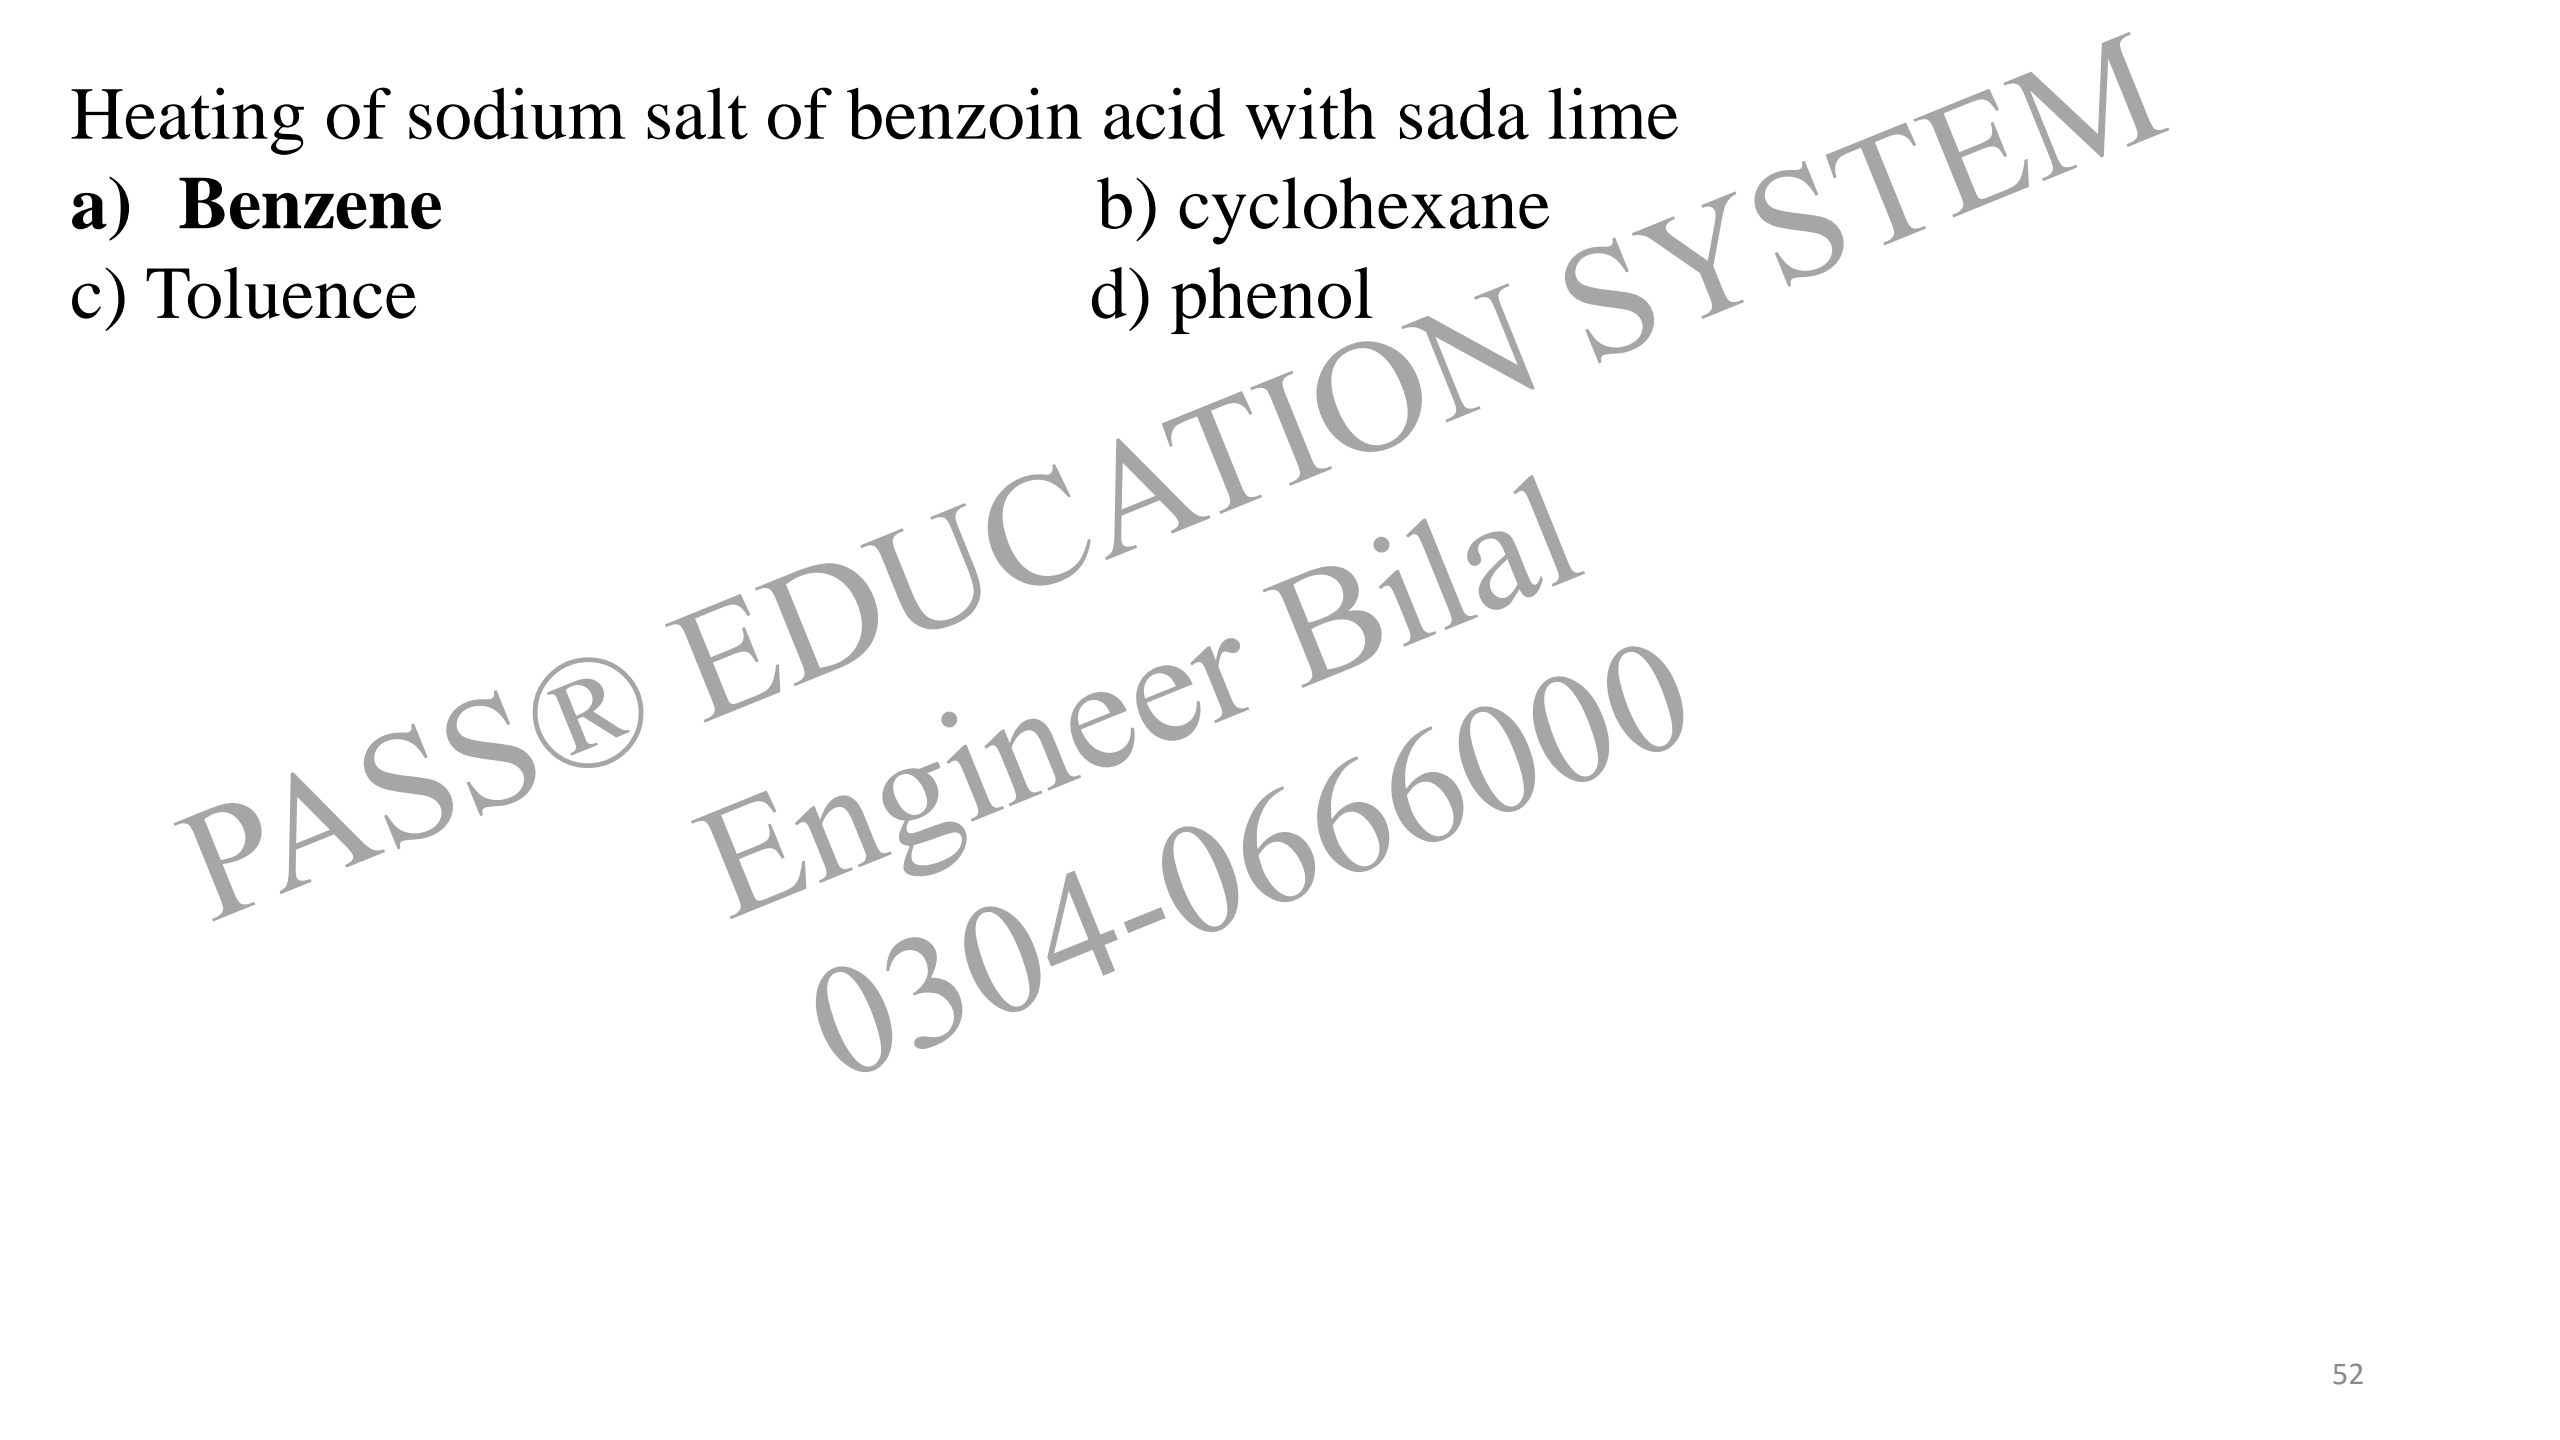 Heating of sodium salt of benzoin acid with sada lime
a) Benzene b) cyclohexane
c) Toluence d) phenol
PASS® EDUCATION SYSTEM
Engineer Bilal
0304-0666000
52